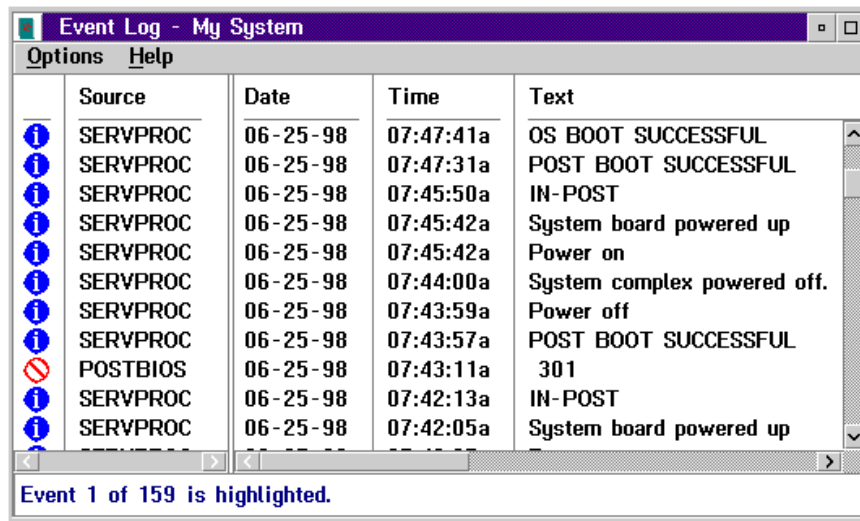 Event Log - My System
Options Help
Source Date Time Text
SERVPROC 06-25-98 07:47:41a OS BOOT SUCCESSFUL
SERVPROC 06-25-98 07:47:31a POST BOOT SUCCESSFUL
SERVPROC 06-25-98 07:45:50a IN-POST
SERVPROC 06-25-98 07:45:42a System board powered up
SERVPROC 06-25-98 07:45:42a Power on
SERVPROC 06-25-98 07:44:00a System complex powered off.
SERVPROC 06-25-98 07:43:59a Power off
SERVPROC 06-25-98 07:43:57a POST BOOT SUCCESSFUL
POSTBIOS 06-25-98 07:43:11a 301
SERVPROC 06-25-98 07:42:13a IN-POST
SERVPROC 06-25-98 07:42:05a System board powered up
Event 1 of 159 is highlighted.